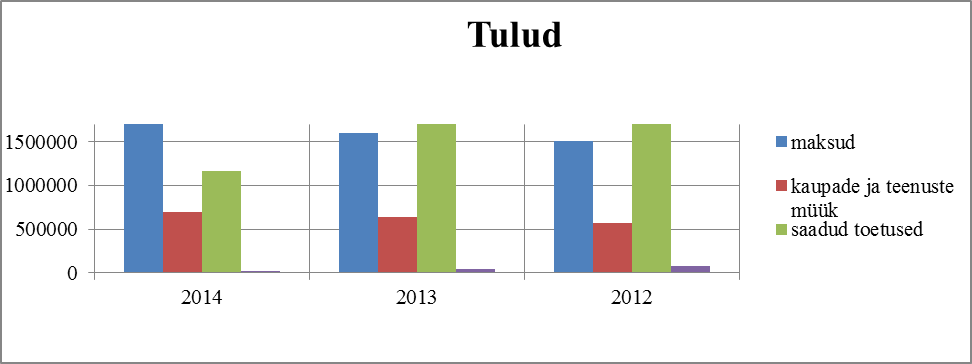 Tulud
1500000
1000000
500000
0
2014
2013
2012
maksud
kaupade ja teenuste
müük
saadud toetused